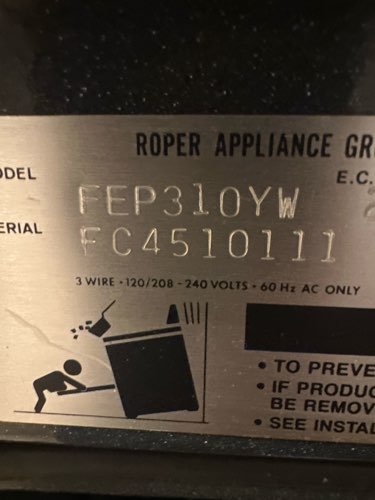 ROPER APPLIANCE GR
ODEL
E.C.
FEP310YW
ERIAL
FC4510111
3 WIRE • 120/208 - 240 VOLTS • 60 Hz AC ONLY
• TO PREVE
• IF PRODUC
BE REMOV
• SEE INSTAL